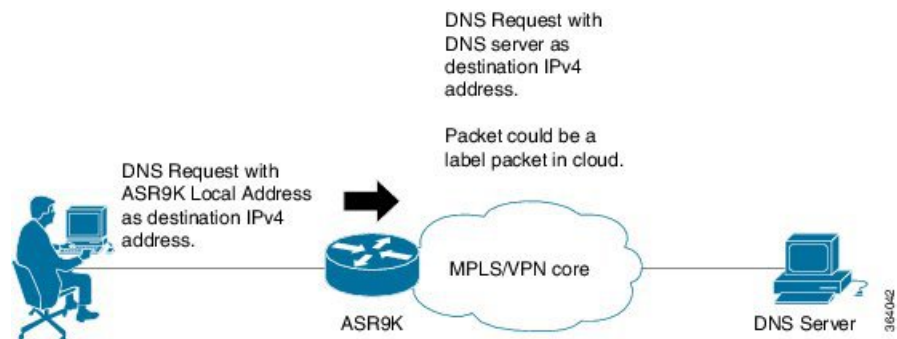 DNS Request with
DNS server as
destination IPv4
address.
Packet could be a
label packet in cloud.
DNS Request with
ASR9K Local Address
as destination IPv4
address.
MPLS/VPN core
ASR9K
DNS Server
364042